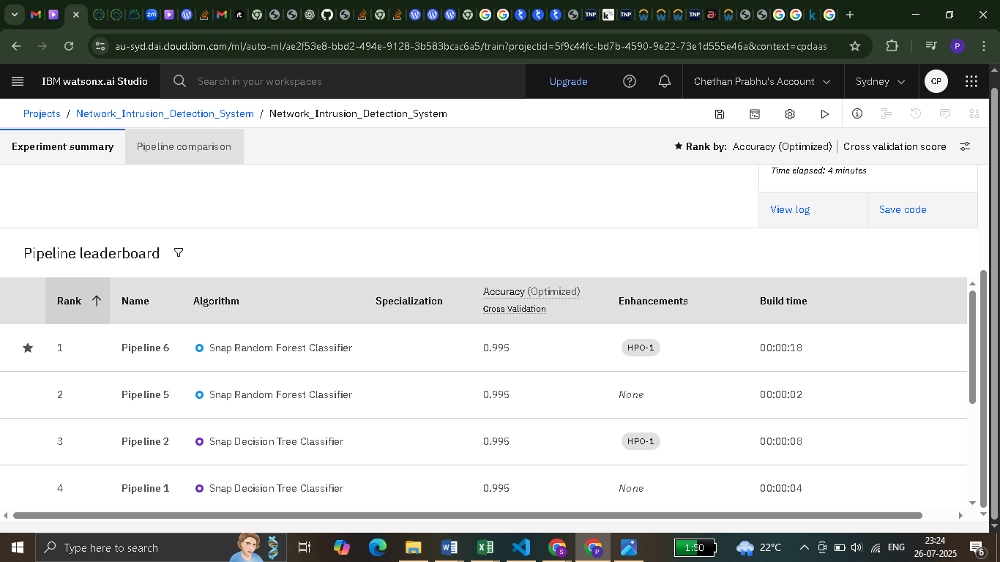 au-syd.dai.cloud.ibm.com/ml/auto-ml/ae2f53e8-bbd2-494e-9128-3b583bcac6a5/train?projectid=5f9c44fc-bd7b-4590-9e22-73e1d555e46a&context=cpdaas
P
IBM watsonx.ai Studio
Search in your workspaces
Upgrade
Chethan Prabhu's Account
Sydney
CP
Projects / Network_Intrusion_Detection_System / Network_Intrusion_Detection_System
Experiment summary
Pipeline comparison
Rank by: Accuracy (Optimized) | Cross validation score
Time elapsed: 4 minutes
View log
Save code
Pipeline leaderboard
Rank Name Algorithm Specialization Accuracy (Optimized) Enhancements Build time
Cross Validation
1 Pipeline 6 Snap Random Forest Classifier 0.995 HPO-1 00:00:18
2 Pipeline 5 Snap Random Forest Classifier 0.995 None 00:00:02
3 Pipeline 2 Snap Decision Tree Classifier 0.995 HPO-1 00:00:08
4 Pipeline 1 Snap Decision Tree Classifier 0.995 None 00:00:04
Type here to search
1:50
22°C
ENG
23:24
26-07-2025
6